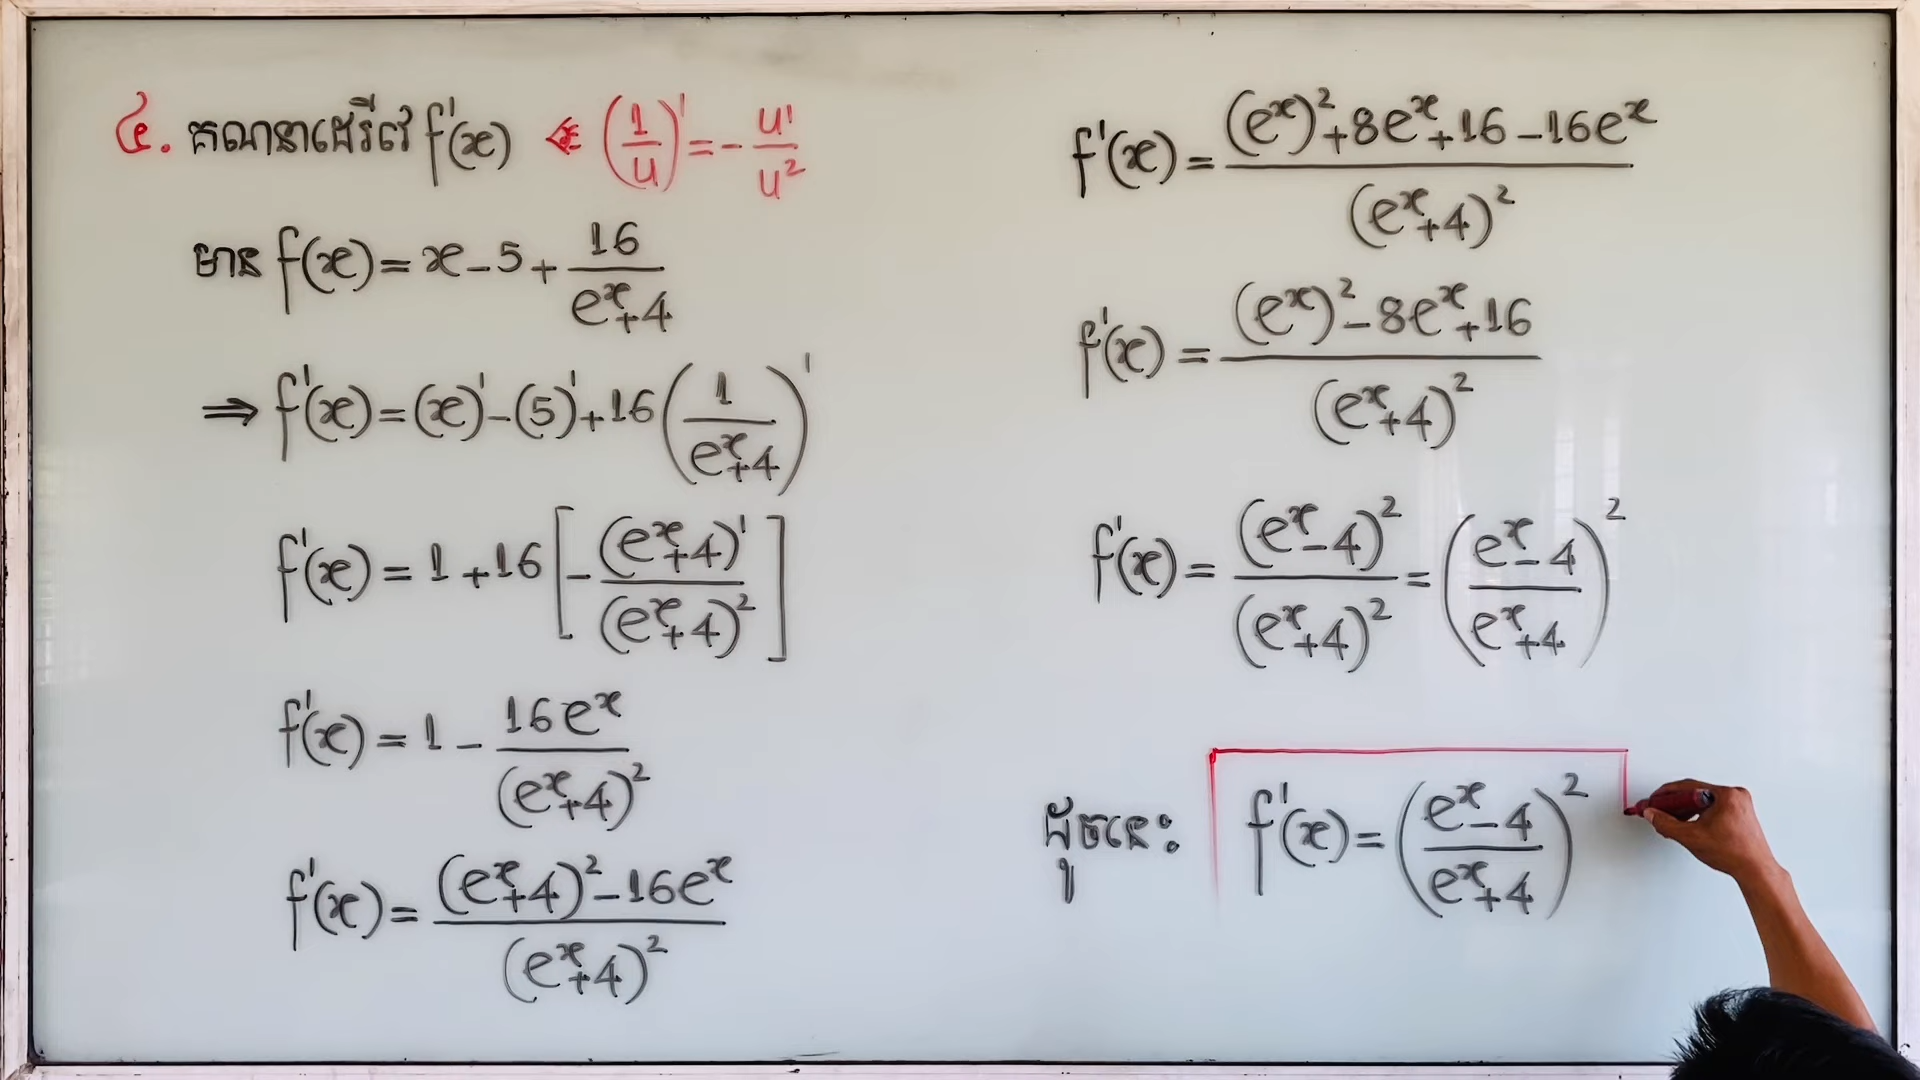 ៤. គណនាដេរីវេ f'(x) ⋲ (1/u)' = - u'/u²
មាន f(x) = x - 5 + 16/(eˣ+4)
⇒ f'(x) = (x)' - (5)' + 16(1/(eˣ+4))'
f'(x) = 1 + 16[-(eˣ+4)'/(eˣ+4)²]
f'(x) = 1 - 16eˣ/(eˣ+4)²
f'(x) = ((eˣ+4)² - 16eˣ)/(eˣ+4)²
f'(x) = ((eˣ)² + 8eˣ + 16 - 16eˣ)/(eˣ+4)²
f'(x) = ((eˣ)² - 8eˣ + 16)/(eˣ+4)²
f'(x) = (eˣ-4)²/(eˣ+4)² = ((eˣ-4)/(eˣ+4))²
ដូចនេះ f'(x) = ((eˣ-4)/(eˣ+4))²